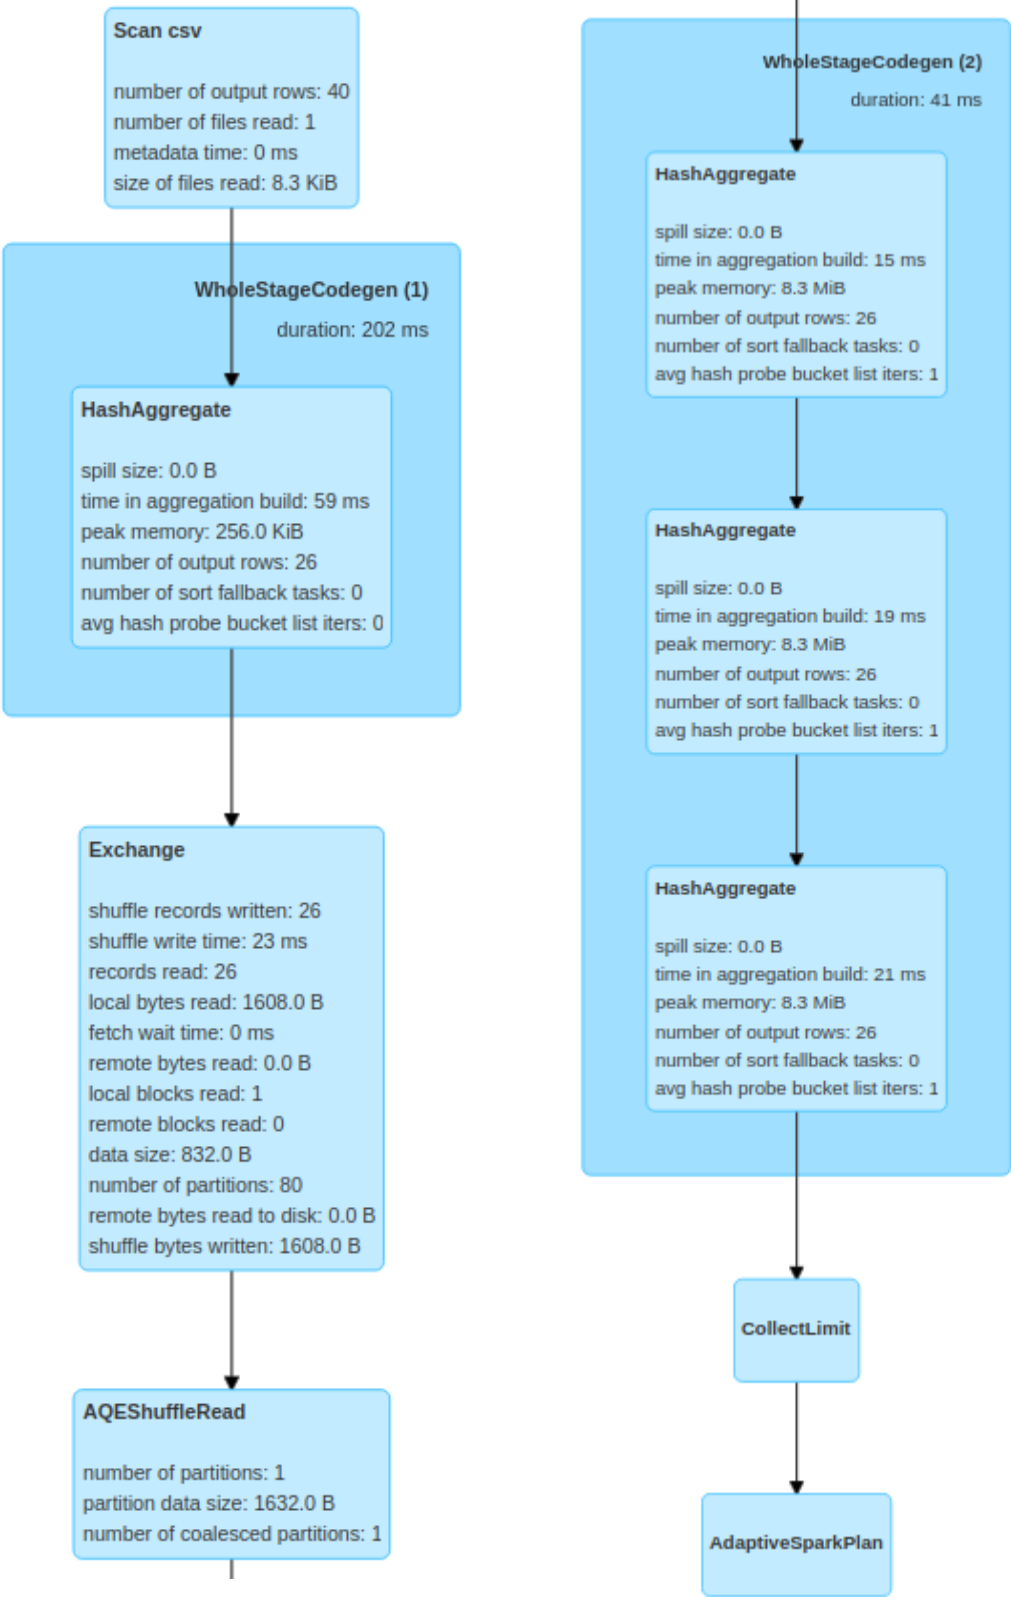 Scan csv
number of output rows: 40
number of files read: 1
metadata time: 0 ms
size of files read: 8.3 KiB
WholeStageCodegen (1)
duration: 202 ms
HashAggregate
spill size: 0.0 B
time in aggregation build: 59 ms
peak memory: 256.0 KiB
number of output rows: 26
number of sort fallback tasks: 0
avg hash probe bucket list iters: 0
Exchange
shuffle records written: 26
shuffle write time: 23 ms
records read: 26
local bytes read: 1608.0 B
fetch wait time: 0 ms
remote bytes read: 0.0 B
local blocks read: 1
remote blocks read: 0
data size: 832.0 B
number of partitions: 80
remote bytes read to disk: 0.0 B
shuffle bytes written: 1608.0 B
AQEShuffleRead
number of partitions: 1
partition data size: 1632.0 B
number of coalesced partitions: 1
WholeStageCodegen (2)
duration: 41 ms
HashAggregate
spill size: 0.0 B
time in aggregation build: 15 ms
peak memory: 8.3 MiB
number of output rows: 26
number of sort fallback tasks: 0
avg hash probe bucket list iters: 1
HashAggregate
spill size: 0.0 B
time in aggregation build: 19 ms
peak memory: 8.3 MiB
number of output rows: 26
number of sort fallback tasks: 0
avg hash probe bucket list iters: 1
HashAggregate
spill size: 0.0 B
time in aggregation build: 21 ms
peak memory: 8.3 MiB
number of output rows: 26
number of sort fallback tasks: 0
avg hash probe bucket list iters: 1
CollectLimit
AdaptiveSparkPlan